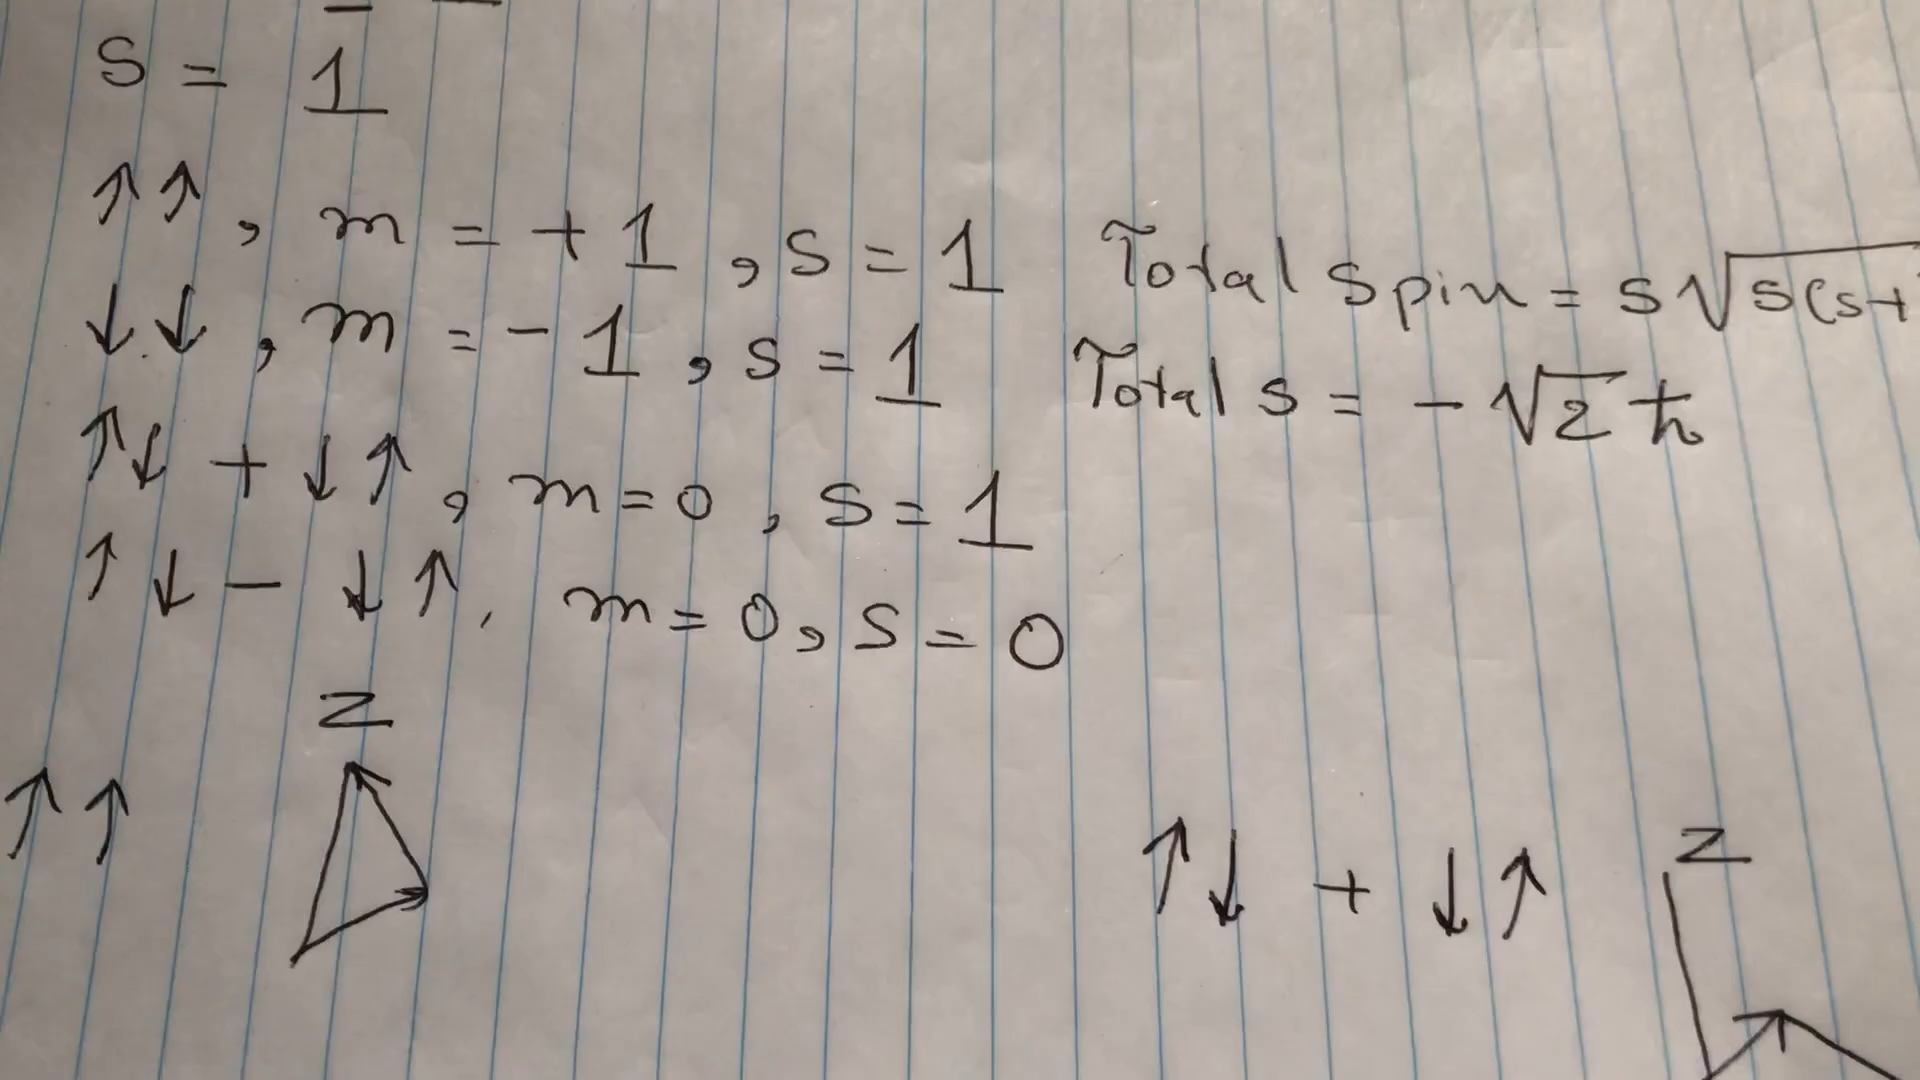 S = 1
↑↑, m = +1, s = 1 Total Spin = s√s(s+
↓↓, m = -1, s = 1 Total s = -√2 ħ
↑↓ + ↓↑, m = 0, s = 1
↑↓ - ↓↑, m = 0, s = 0
Z
↑↑
Z
↑↓ + ↓↑